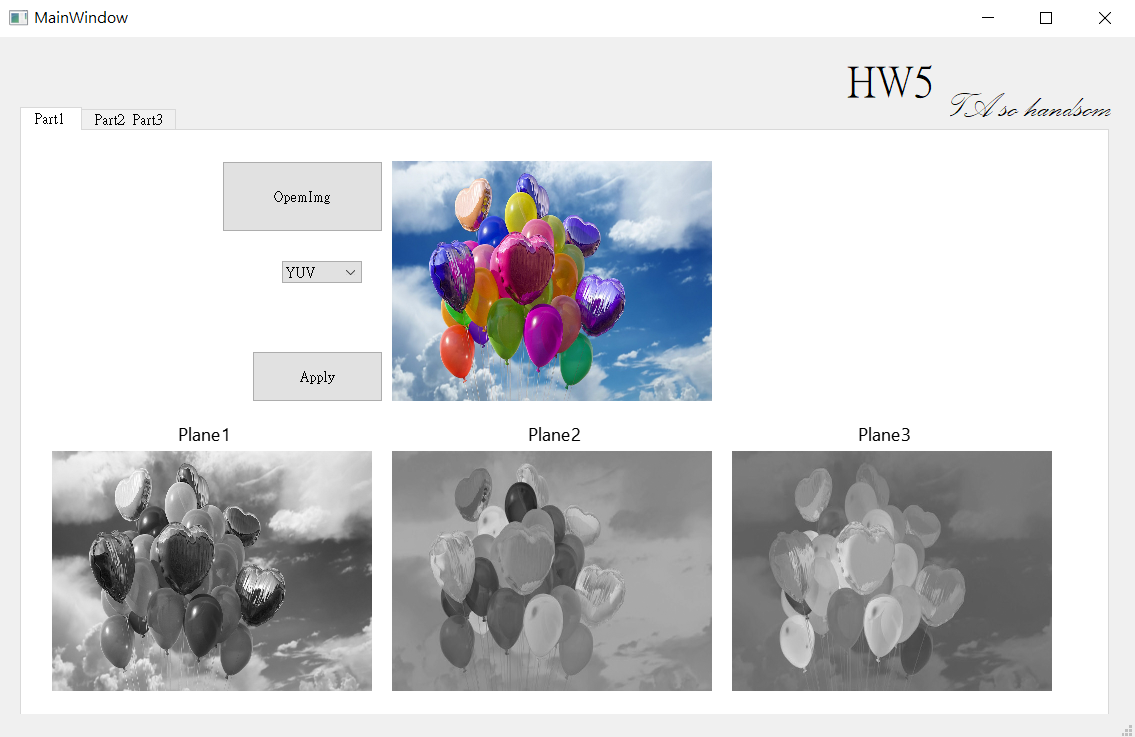 MainWindow
HW5
TA so handsom
Part1
Part2 Part3
OpemImg
YUV
Apply
Plane1
Plane2
Plane3